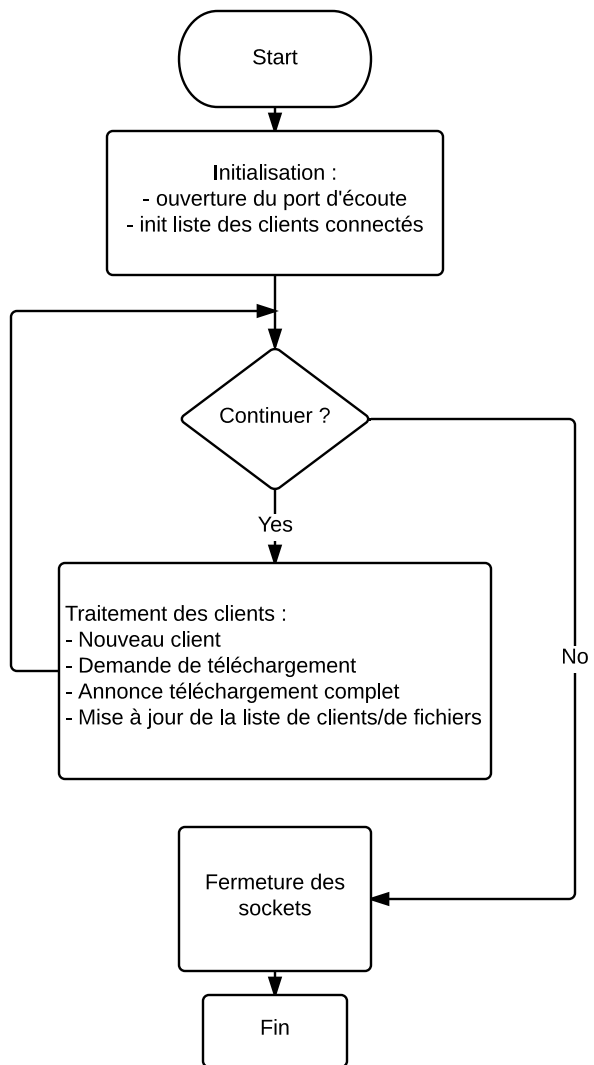 Start
Initialisation :
- ouverture du port d'écoute
- init liste des clients connectés
Continuer ?
Yes
Traitement des clients :
- Nouveau client
- Demande de téléchargement
- Annonce téléchargement complet
- Mise à jour de la liste de clients/de fichiers
No
Fermeture des
sockets
Fin